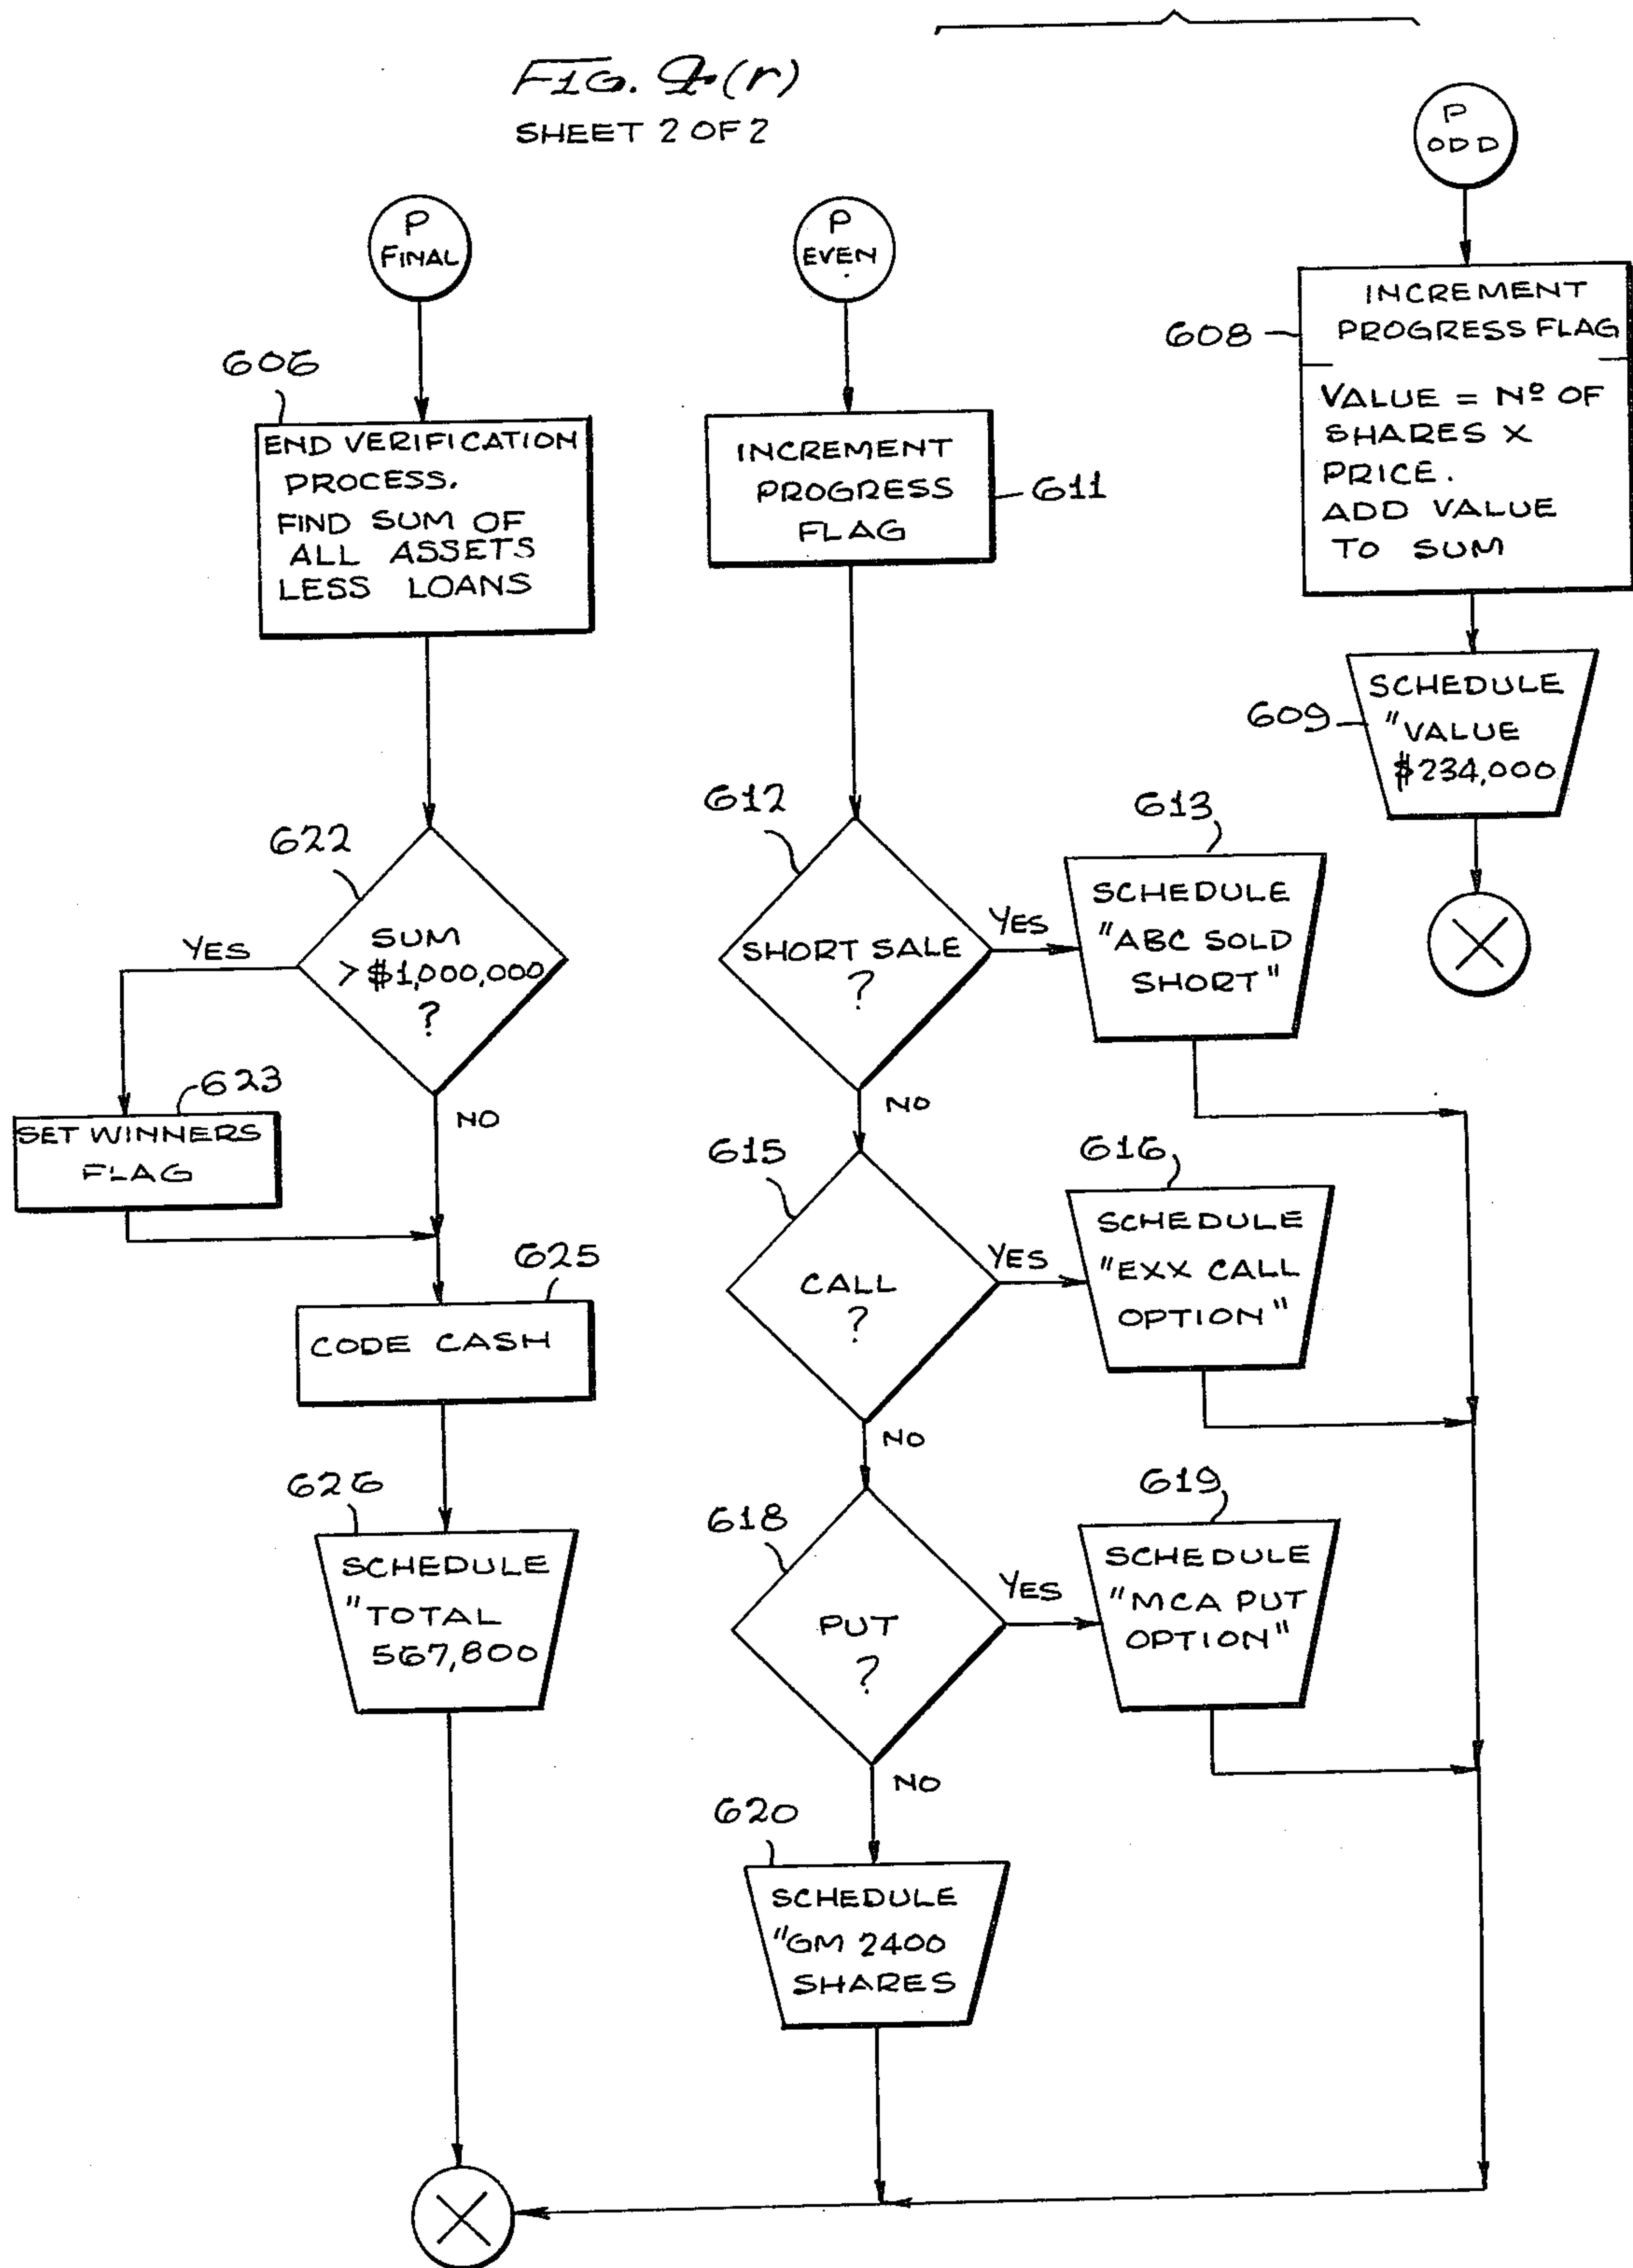 FIG. 9(r)
SHEET 2 OF 2
P
FINAL
606
END VERIFICATION
PROCESS.
FIND SUM OF
ALL ASSETS
LESS LOANS
622
SUM
> $1,000,000
?
YES
NO
623
SET WINNERS
FLAG
625
CODE CASH
626
SCHEDULE
"TOTAL
567,800
P
EVEN
INCREMENT
PROGRESS
FLAG
611
612
SHORT SALE
?
YES
NO
613
SCHEDULE
"ABC SOLD
SHORT"
615
CALL
?
YES
NO
616
SCHEDULE
"EXX CALL
OPTION"
618
PUT
?
YES
NO
619
SCHEDULE
"MCA PUT
OPTION"
620
SCHEDULE
"GM 2400
SHARES
P
ODD
608
INCREMENT
PROGRESS FLAG
VALUE = Nº OF
SHARES X
PRICE.
ADD VALUE
TO SUM
609
SCHEDULE
"VALUE
$234,000